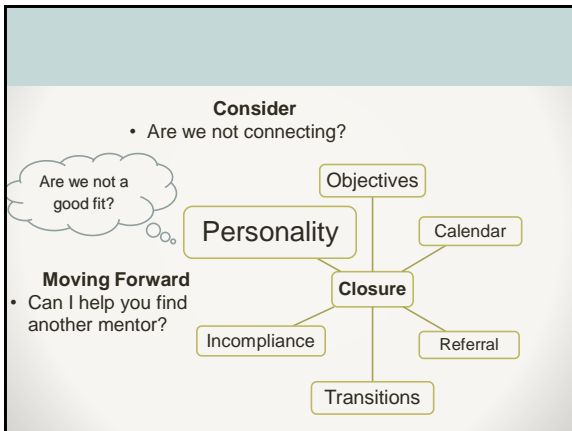 Consider
• Are we not connecting?
Are we not a
good fit?
Moving Forward
• Can I help you find
another mentor?
Objectives
Personality
Calendar
Closure
Incompliance
Referral
Transitions